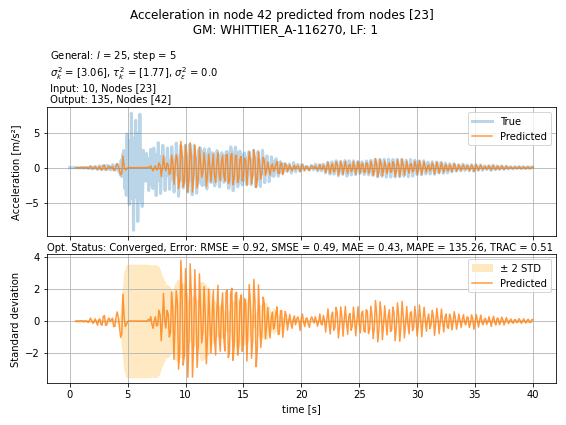 Acceleration in node 42 predicted from nodes [23]
GM: WHITTIER_A-116270, LF: 1
General: l = 25, step = 5
σ²ₖ = [3.06], τ²ₖ = [1.77], σ²ₑ = 0.0
Input: 10, Nodes [23]
Output: 135, Nodes [42]
Acceleration [m/s²]
5
0
−5
True
Predicted
Opt. Status: Converged, Error: RMSE = 0.92, SMSE = 0.49, MAE = 0.43, MAPE = 135.26, TRAC = 0.51
Standard deviation
4
2
0
−2
± 2 STD
Predicted
0 5 10 15 20 25 30 35 40
time [s]